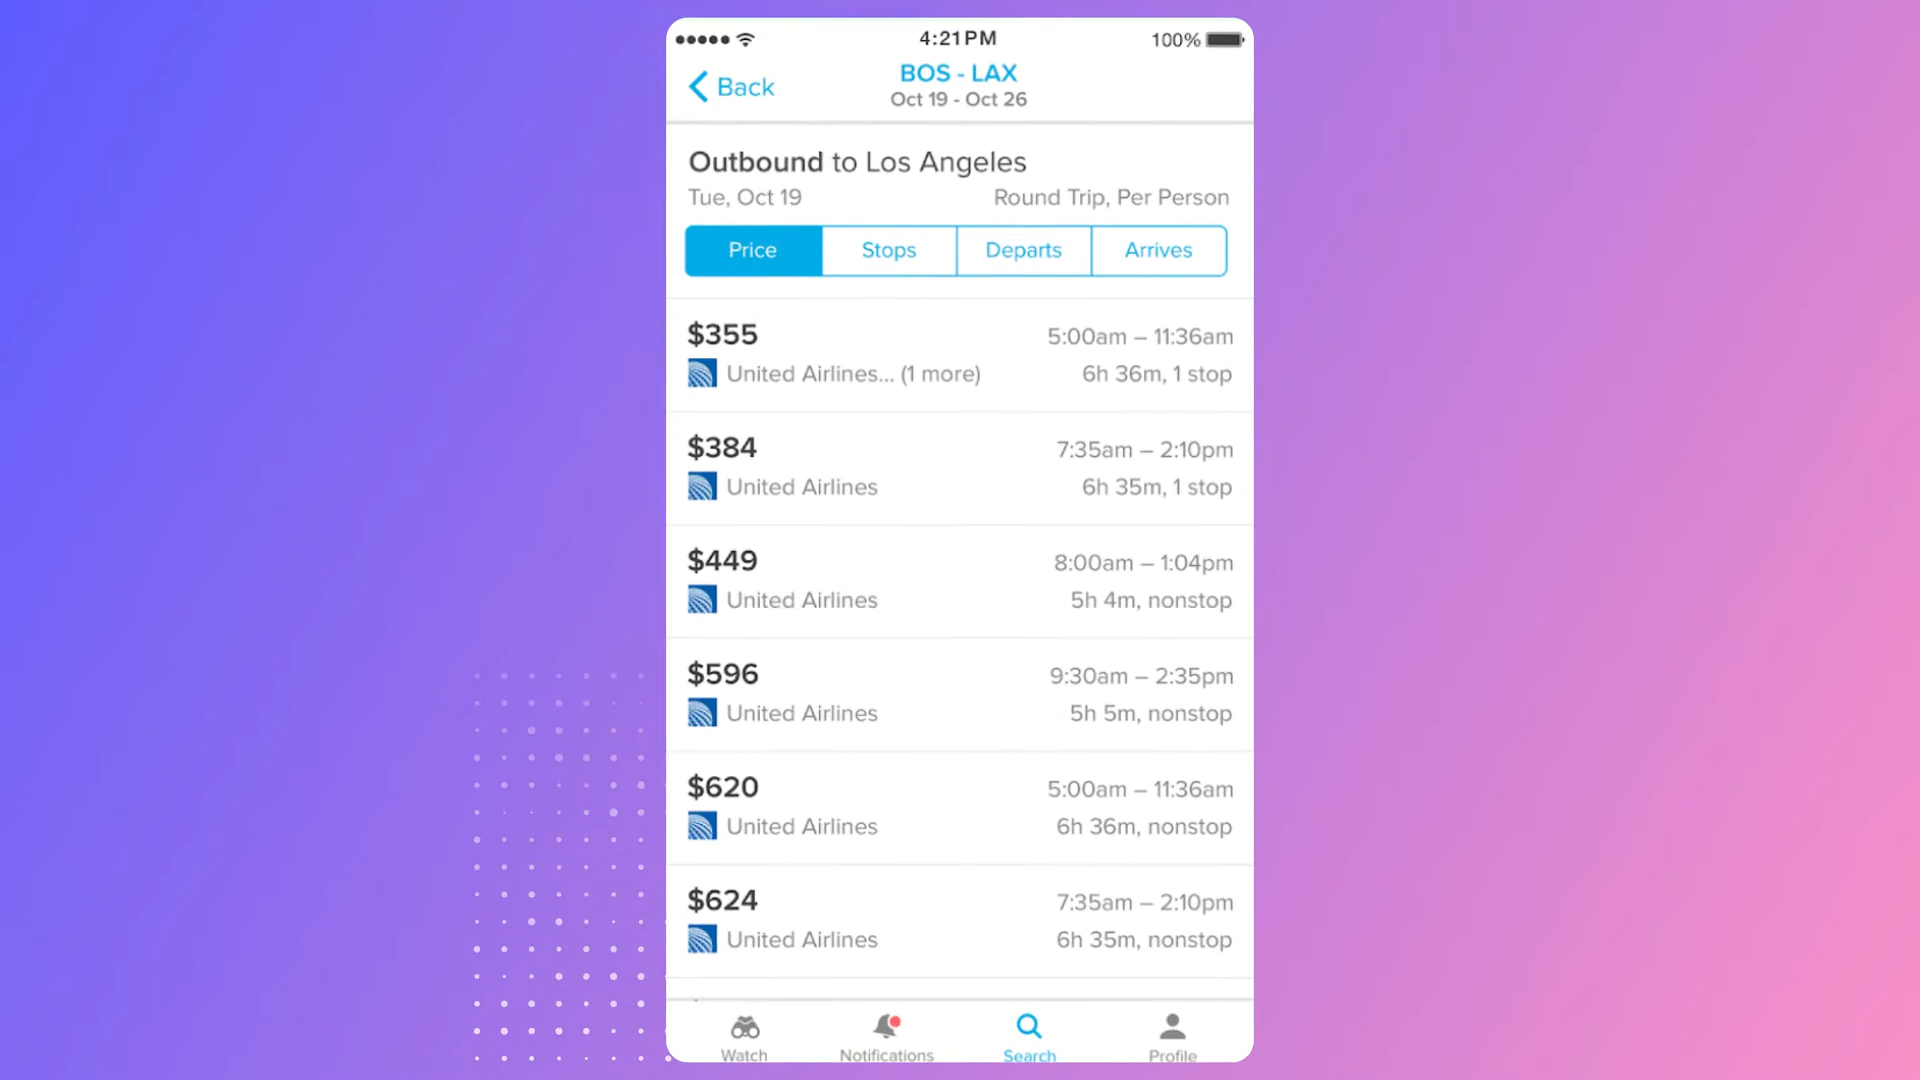 4:21PM
100%
Back
BOS - LAX
Oct 19 - Oct 26
Outbound to Los Angeles
Tue, Oct 19
Round Trip, Per Person
Price
Stops
Departs
Arrives
$355
5:00am – 11:36am
United Airlines... (1 more)
6h 36m, 1 stop
$384
7:35am – 2:10pm
United Airlines
6h 35m, 1 stop
$449
8:00am – 1:04pm
United Airlines
5h 4m, nonstop
$596
9:30am – 2:35pm
United Airlines
5h 5m, nonstop
$620
5:00am – 11:36am
United Airlines
6h 36m, nonstop
$624
7:35am – 2:10pm
United Airlines
6h 35m, nonstop
Watch
Notifications
Search
Profile